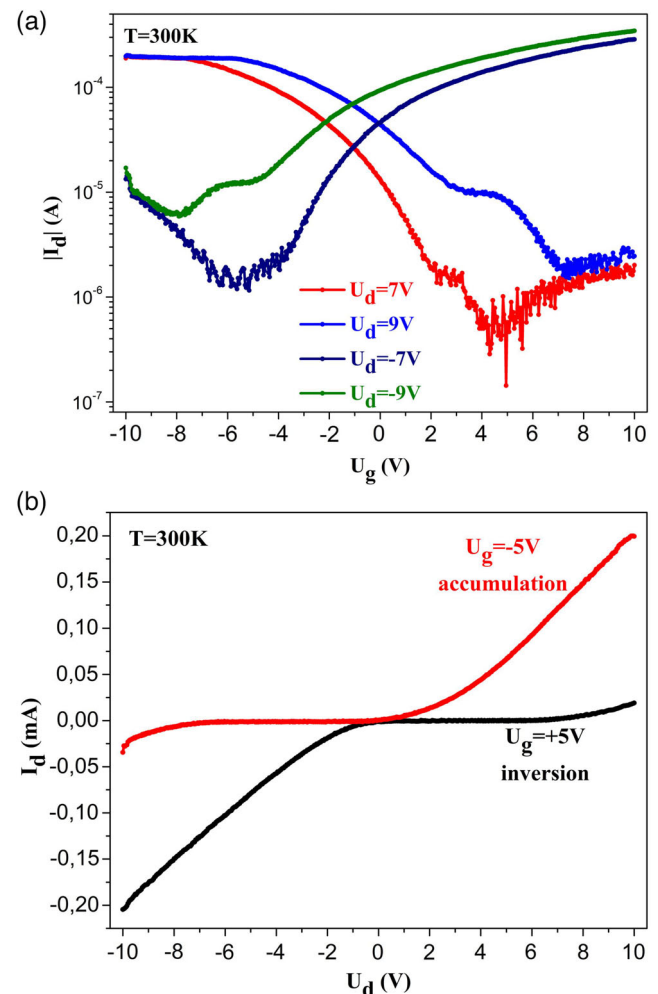 (a)
T=300K
10⁻⁴
10⁻⁵
10⁻⁶
10⁻⁷
|I_d| (A)
U_d=7V
U_d=9V
U_d=-7V
U_d=-9V
-10 -8 -6 -4 -2 0 2 4 6 8 10
U_g (V)
(b)
T=300K
0,20
0,15
0,10
0,05
0,00
-0,05
-0,10
-0,15
-0,20
I_d (mA)
U_g=-5V
accumulation
U_g=+5V
inversion
-10 -8 -6 -4 -2 0 2 4 6 8 10
U_d (V)